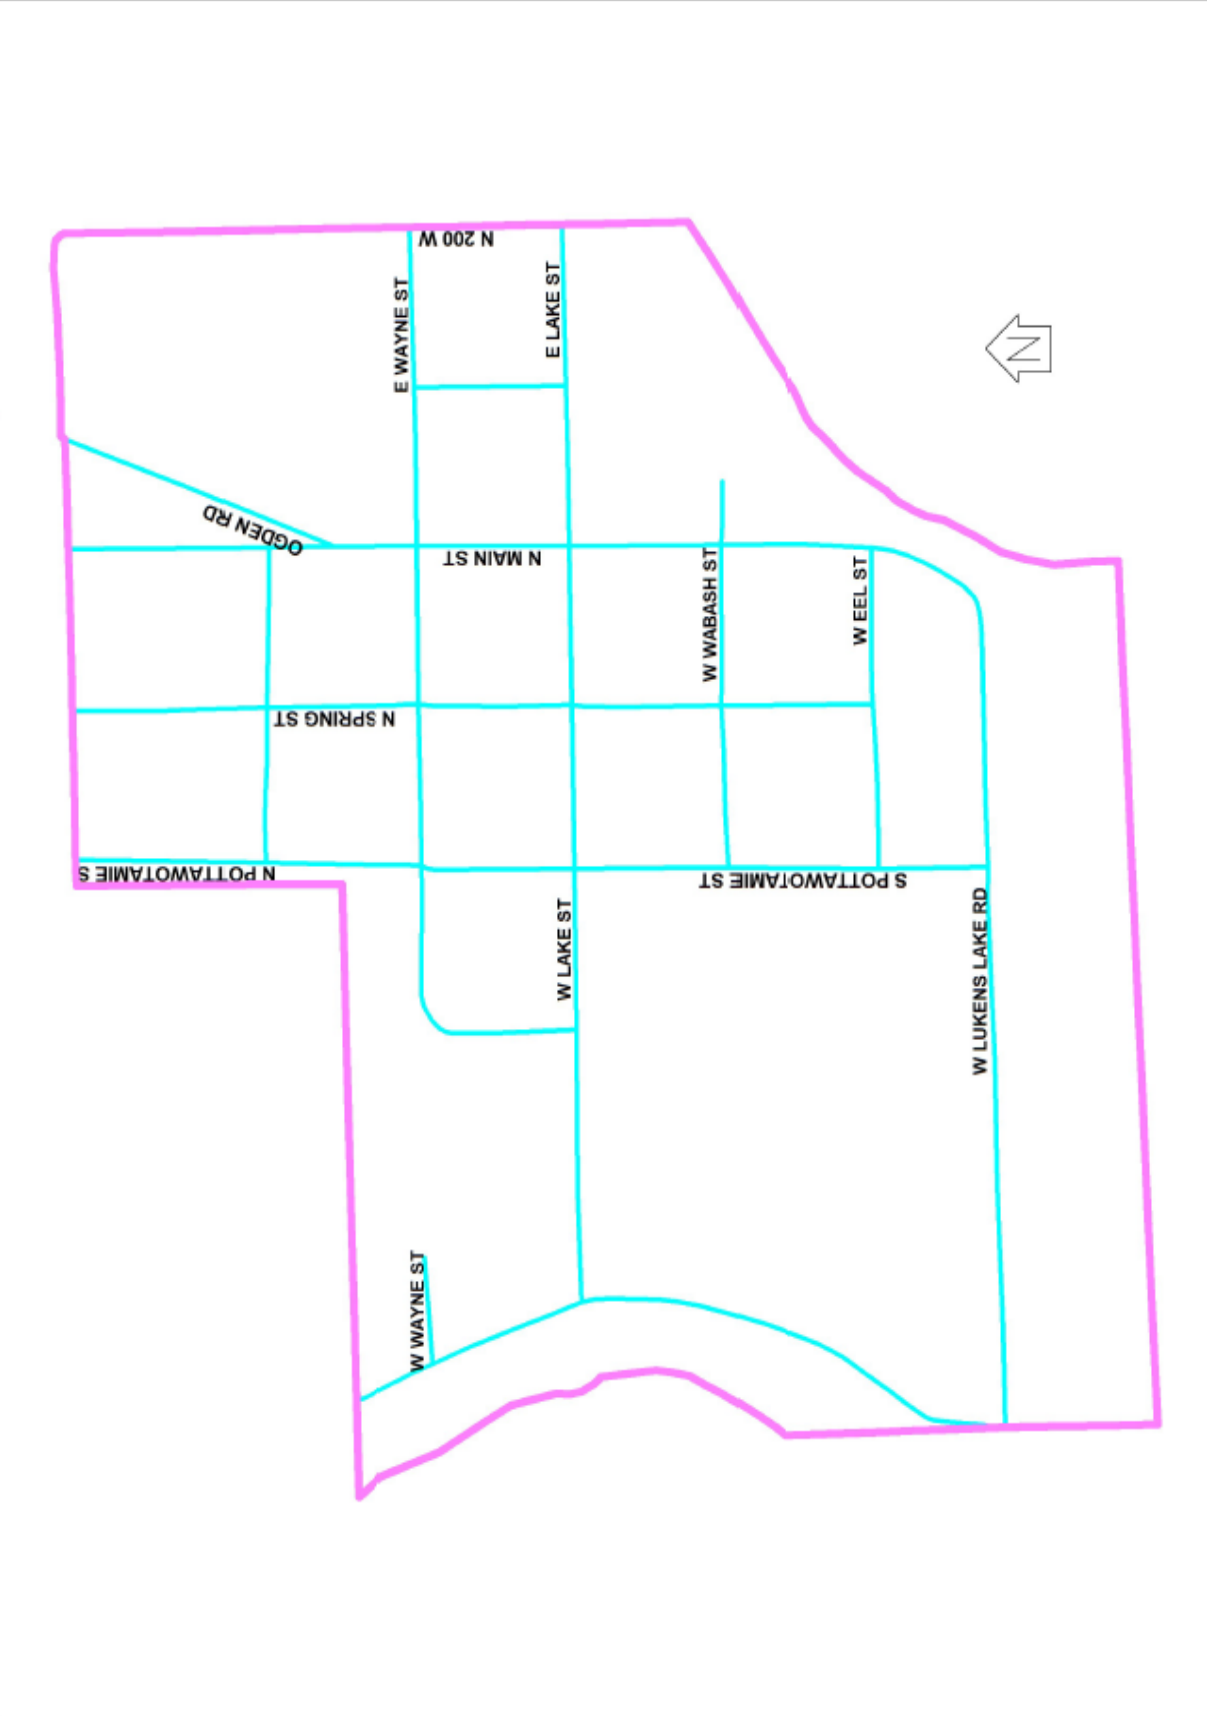 N 200 W
E WAYNE ST
E LAKE ST
N
OGDEN RD
N MAIN ST
W WABASH ST
W EEL ST
N SPRING ST
N POTTAWOTAMIE S
S POTTAWOTAMIE ST
W LAKE ST
W LUKENS LAKE RD
W WAYNE ST